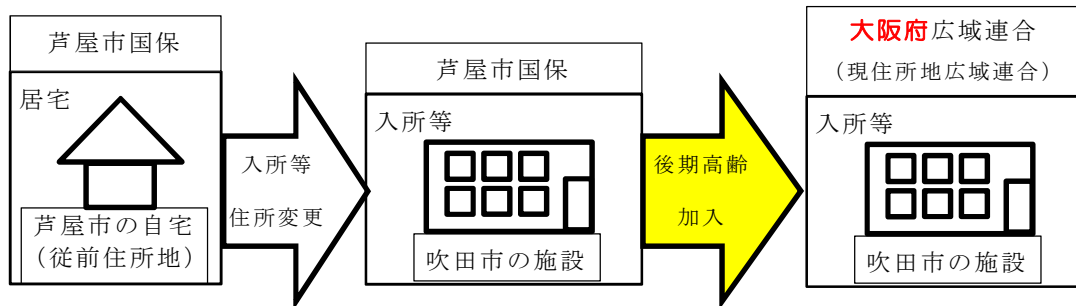 芦屋市国保
居宅
芦屋市の自宅
（従前住所地）
入所等
住所変更
芦屋市国保
入所等
吹田市の施設
後期高齢
加入
大阪府広域連合
（現住所地広域連合）
入所等
吹田市の施設